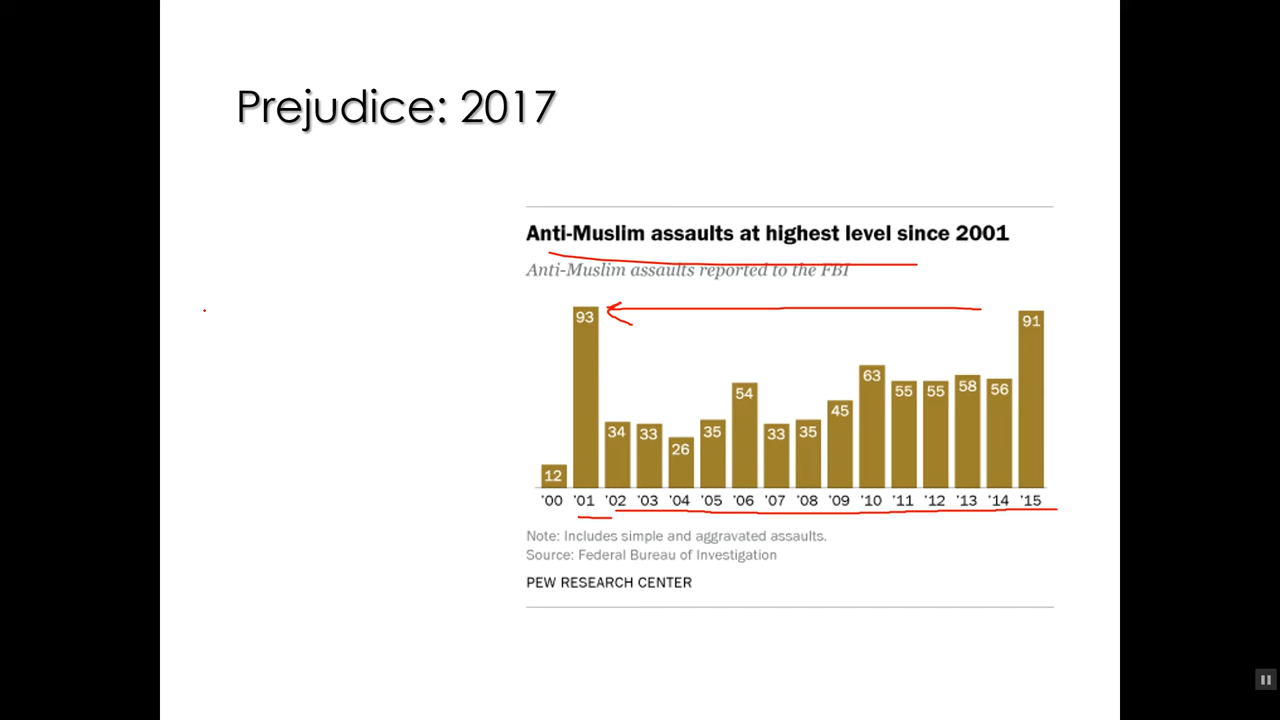 Prejudice: 2017
Anti-Muslim assaults at highest level since 2001
Anti-Muslim assaults reported to the FBI
12 93 34 33 26 35 54 33 35 45 63 55 55 58 56 91
'00 '01 '02 '03 '04 '05 '06 '07 '08 '09 '10 '11 '12 '13 '14 '15
Note: Includes simple and aggravated assaults.
Source: Federal Bureau of Investigation
PEW RESEARCH CENTER